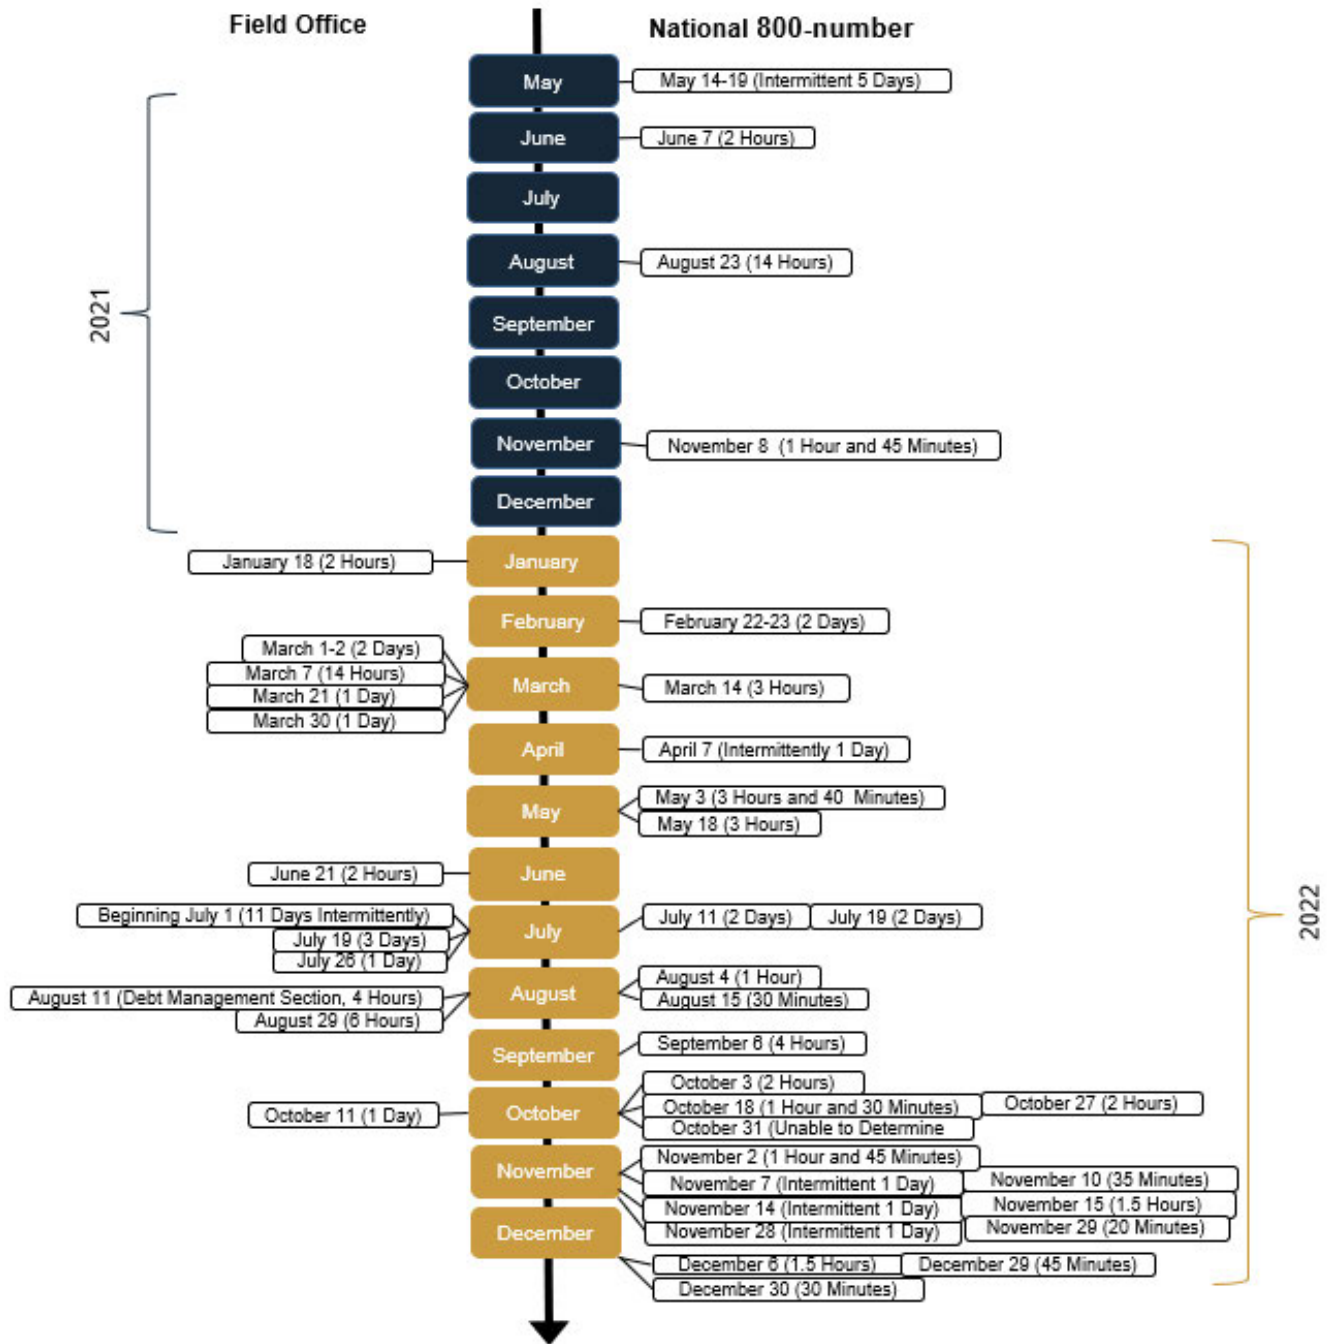 Field Office
National 800-number
May
May 14-19 (Intermittent 5 Days)
June
June 7 (2 Hours)
July
August
August 23 (14 Hours)
2021
September
October
November
November 8 (1 Hour and 45 Minutes)
December
January 18 (2 Hours)
January
February
February 22-23 (2 Days)
March 1-2 (2 Days)
March 7 (14 Hours)
March 21 (1 Day)
March 30 (1 Day)
March
March 14 (3 Hours)
April
April 7 (Intermittently 1 Day)
May
May 3 (3 Hours and 40 Minutes)
May 18 (3 Hours)
June 21 (2 Hours)
June
Beginning July 1 (11 Days Intermittently)
July 19 (3 Days)
July 26 (1 Day)
July
July 11 (2 Days)
July 19 (2 Days)
2022
August 11 (Debt Management Section, 4 Hours)
August 29 (6 Hours)
August
August 4 (1 Hour)
August 15 (30 Minutes)
September
September 6 (4 Hours)
October 11 (1 Day)
October
October 3 (2 Hours)
October 18 (1 Hour and 30 Minutes)
October 27 (2 Hours)
October 31 (Unable to Determine
November
November 2 (1 Hour and 45 Minutes)
November 7 (Intermittent 1 Day)
November 10 (35 Minutes)
November 14 (Intermittent 1 Day)
November 15 (1.5 Hours)
November 28 (Intermittent 1 Day)
November 29 (20 Minutes)
December
December 6 (1.5 Hours)
December 29 (45 Minutes)
December 30 (30 Minutes)